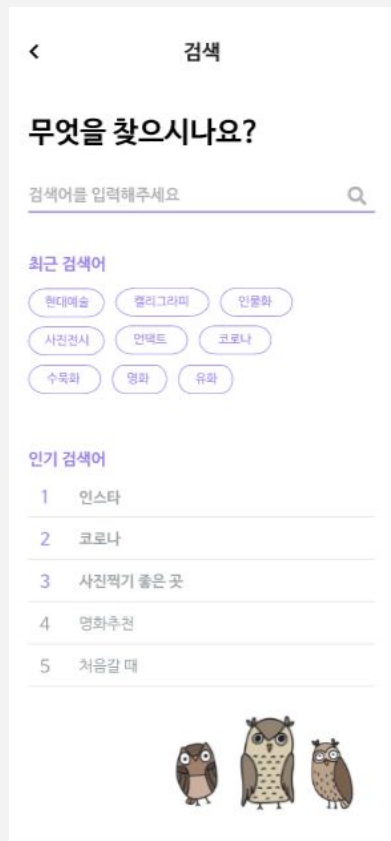 검색
무엇을 찾으시나요?
검색어를 입력해주세요
최근 검색어
현대예술 캘리그라피 인물화
사진전시 언택트 코로나
수묵화 명화 유화
인기 검색어
1 인스타
2 코로나
3 사진찍기 좋은 곳
4 명화추천
5 처음갈 때